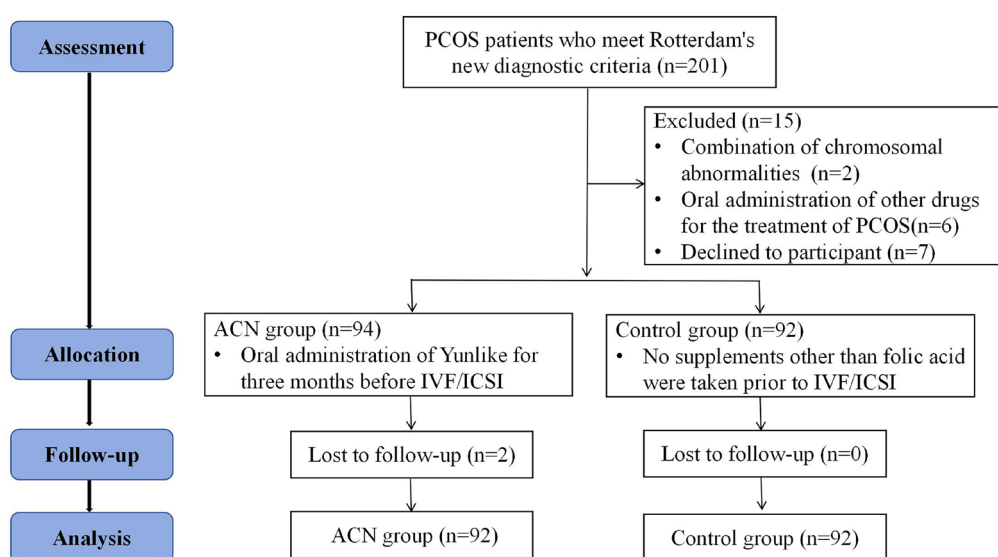 Assessment
PCOS patients who meet Rotterdam's
new diagnostic criteria (n=201)
Excluded (n=15)
• Combination of chromosomal
abnormalities (n=2)
• Oral administration of other drugs
for the treatment of PCOS(n=6)
• Declined to participant (n=7)
Allocation
ACN group (n=94)
• Oral administration of Yunlike for
three months before IVF/ICSI
Control group (n=92)
• No supplements other than folic acid
were taken prior to IVF/ICSI
Follow-up
Lost to follow-up (n=2)
Lost to follow-up (n=0)
Analysis
ACN group (n=92)
Control group (n=92)